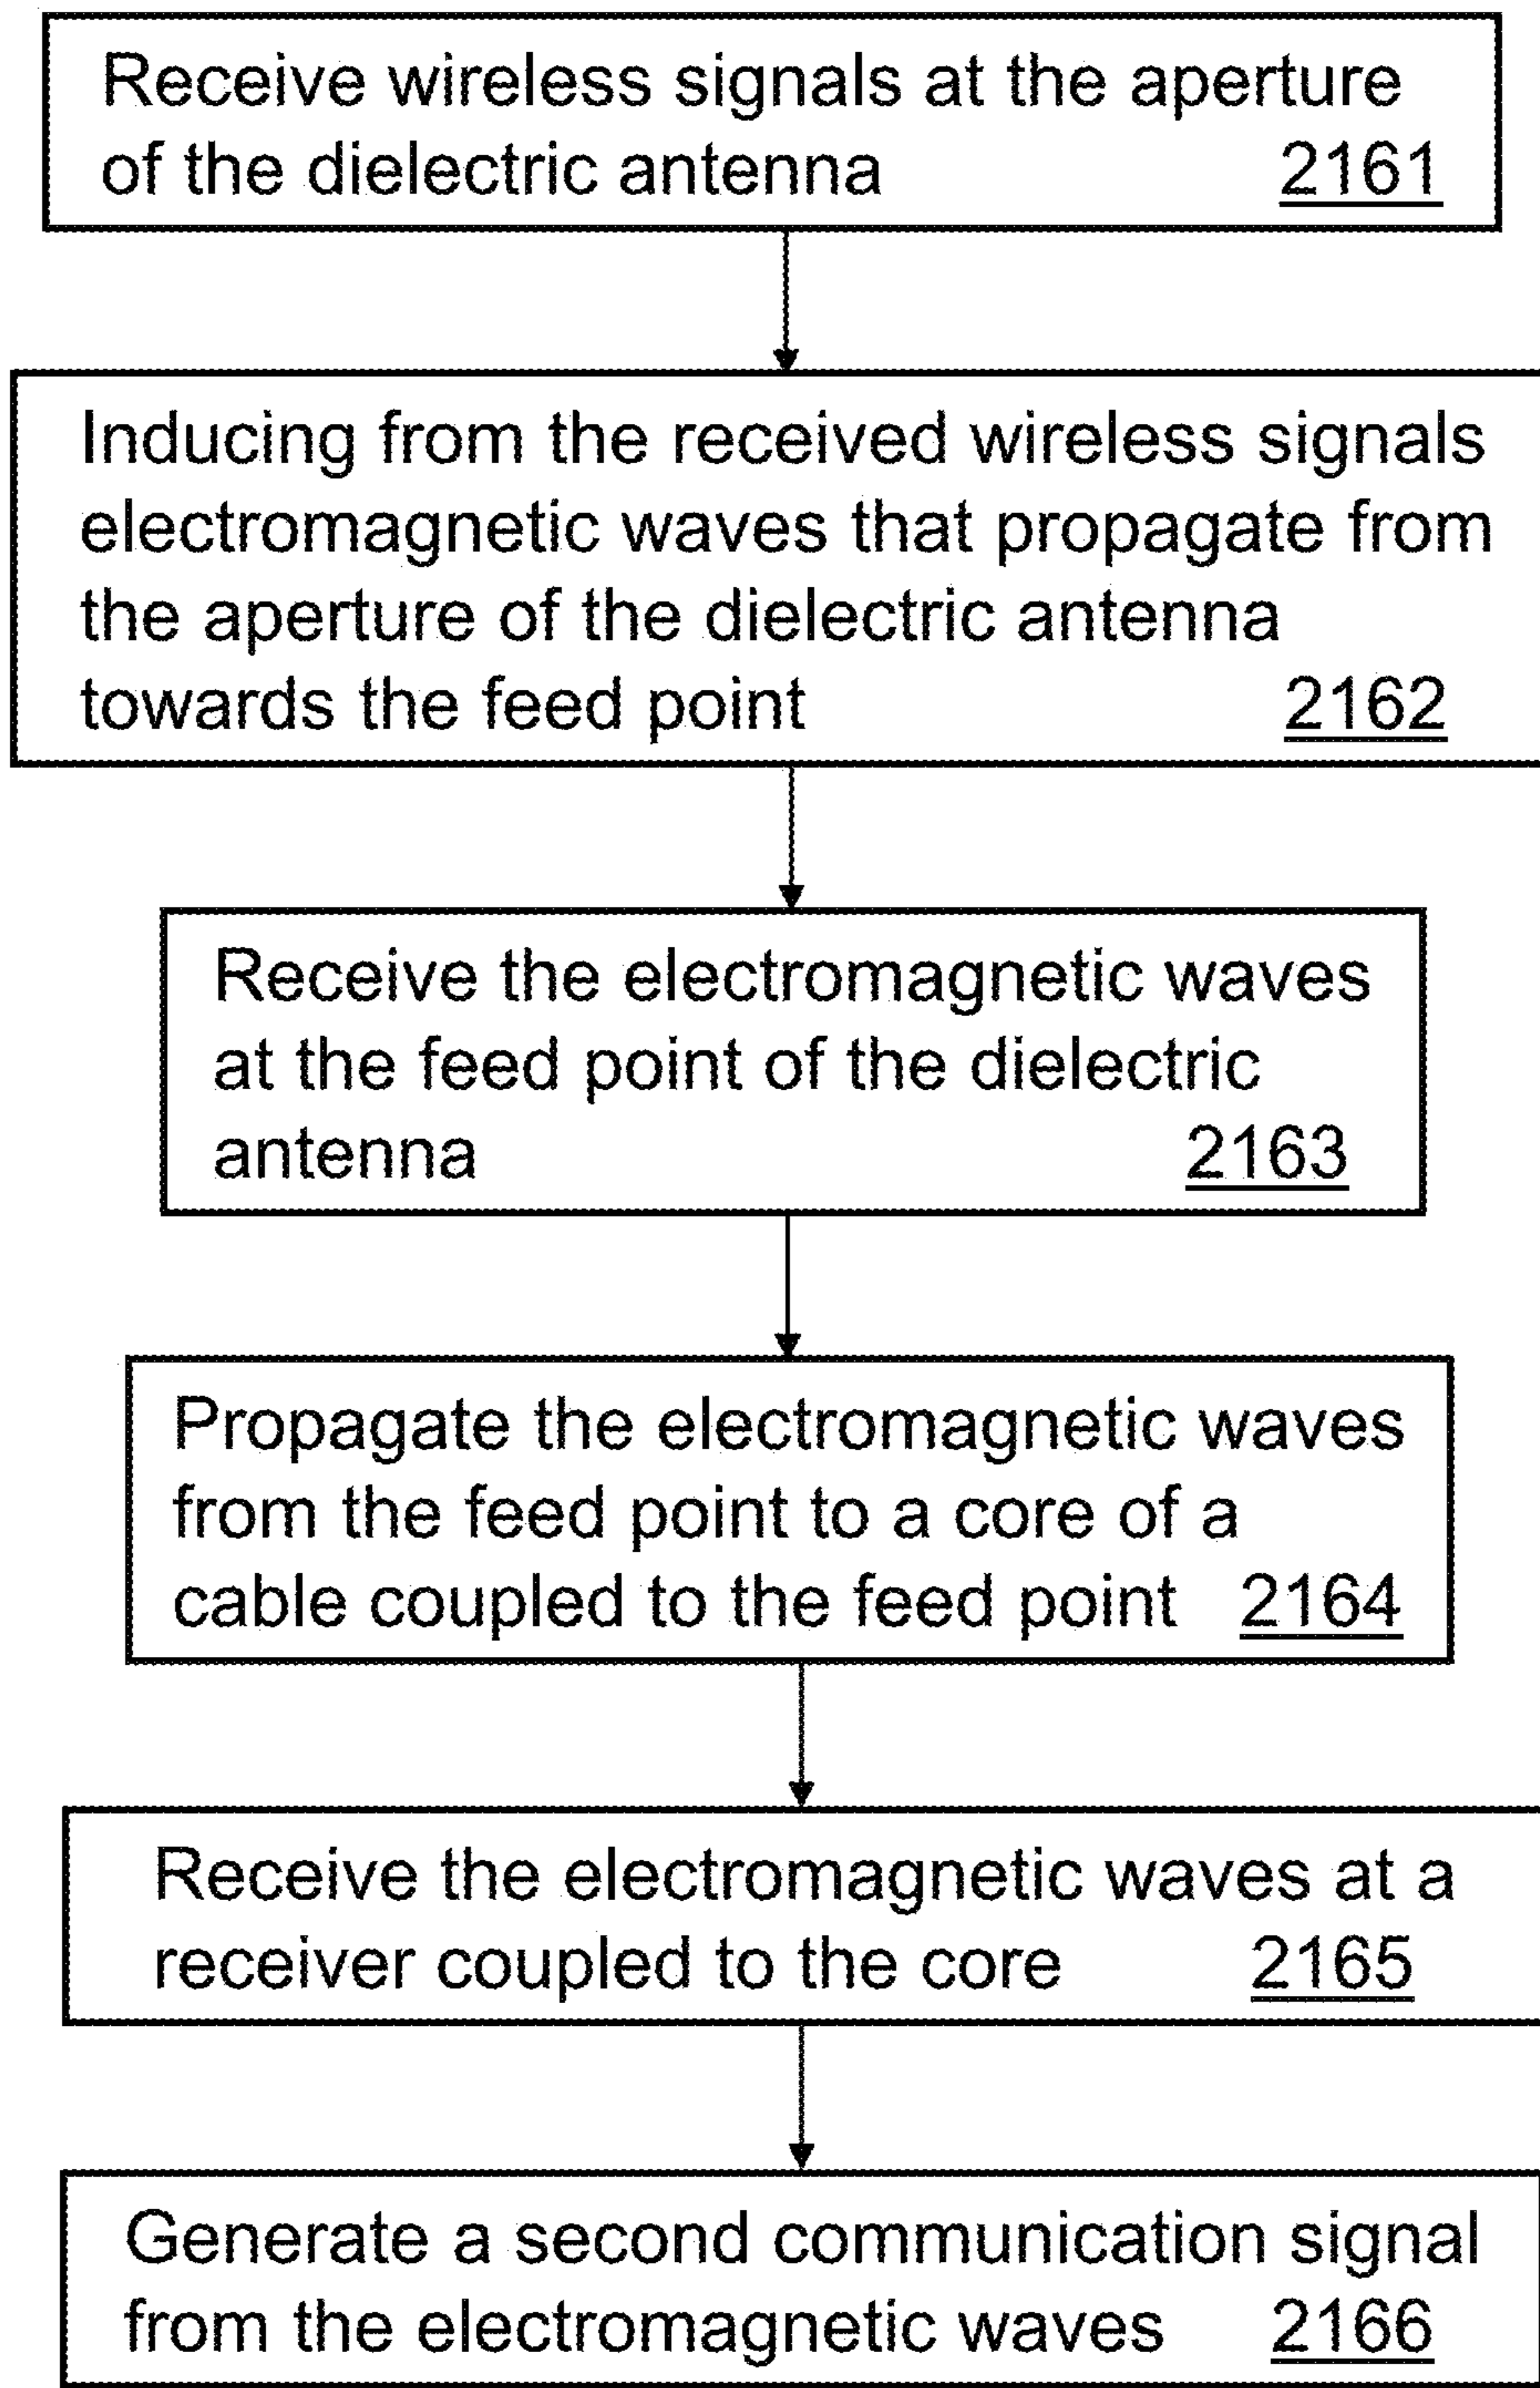 Receive wireless signals at the aperture
of the dielectric antenna 2161
Inducing from the received wireless signals
electromagnetic waves that propagate from
the aperture of the dielectric antenna
towards the feed point 2162
Receive the electromagnetic waves
at the feed point of the dielectric
antenna 2163
Propagate the electromagnetic waves
from the feed point to a core of a
cable coupled to the feed point 2164
Receive the electromagnetic waves at a
receiver coupled to the core 2165
Generate a second communication signal
from the electromagnetic waves 2166